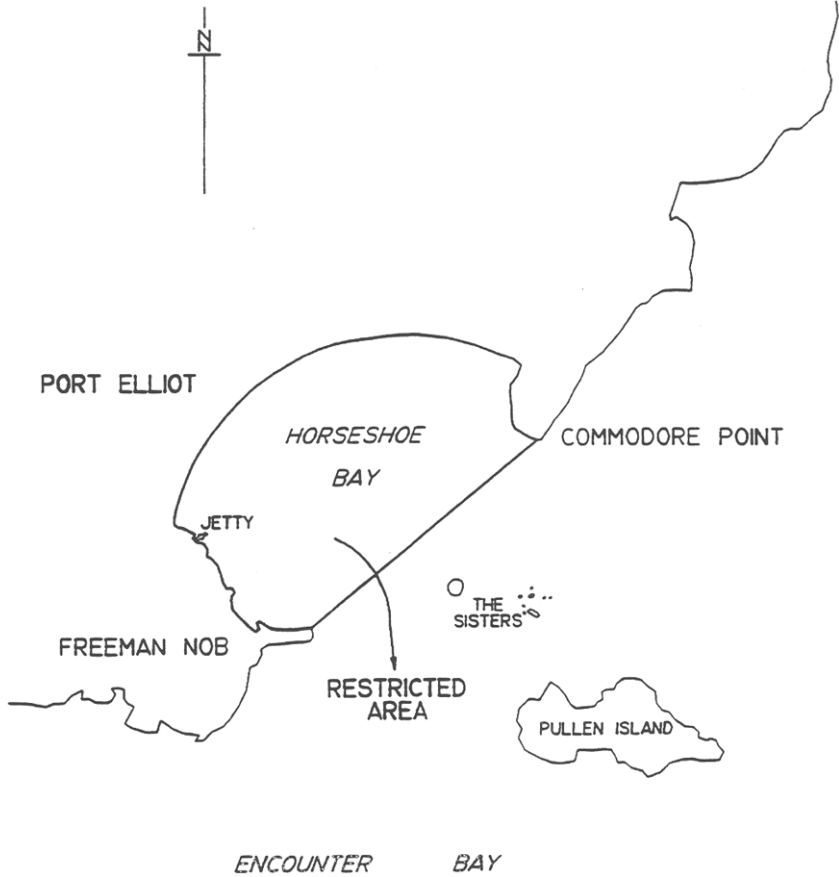 N
PORT ELLIOT
HORSESHOE
BAY
COMMODORE POINT
JETTY
THE
SISTERS
FREEMAN NOB
RESTRICTED
AREA
PULLEN ISLAND
ENCOUNTER BAY